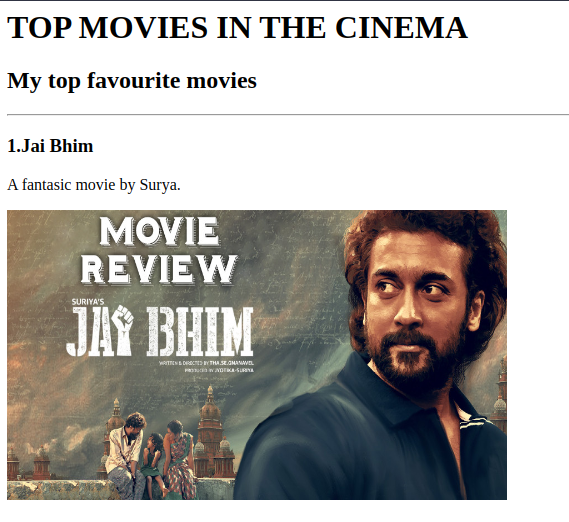 TOP MOVIES IN THE CINEMA
My top favourite movies
1.Jai Bhim
A fantasic movie by Surya.
MOVIE
REVIEW
SURIYA'S
JAI BHIM
WRITTEN & DIRECTED BY THA.SE.GNANAVEL
PRODUCED BY JYOTIKA-SURIYA